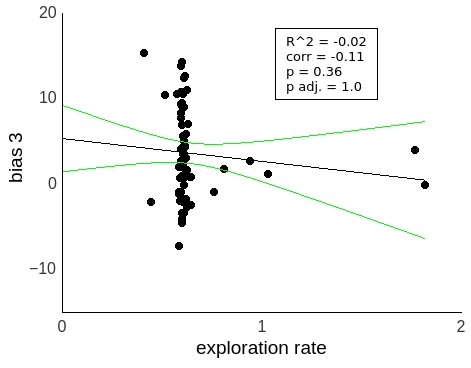 20
10
0
−10
bias 3
R^2 = -0.02
corr = -0.11
p = 0.36
p adj. = 1.0
0 1 2
exploration rate